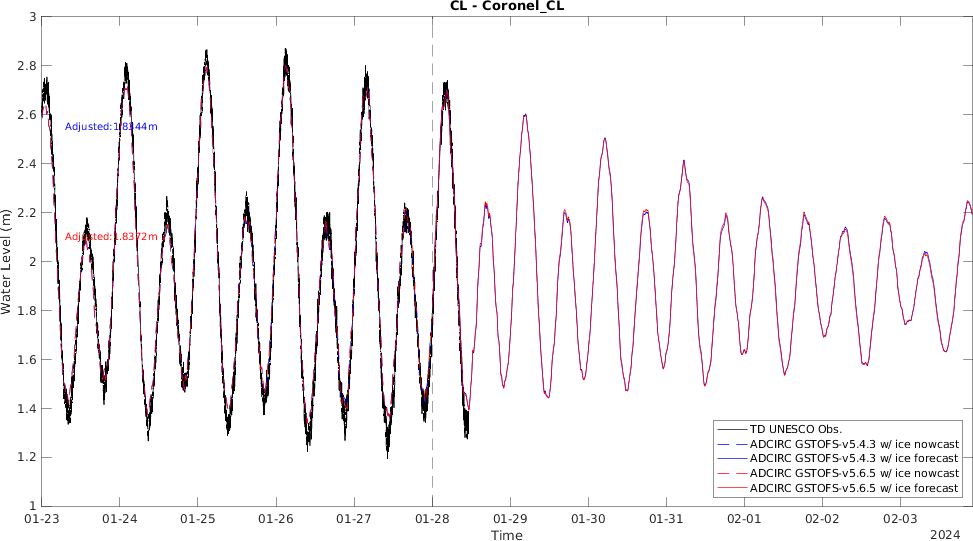 CL - Coronel_CL
3
2.8
2.6
2.4
2.2
2
1.8
1.6
1.4
1.2
1
Water Level (m)
Adjusted:1.8344m
Adjusted:1.8372m
TD UNESCO Obs.
ADCIRC GSTOFS-v5.4.3 w/ ice nowcast
ADCIRC GSTOFS-v5.4.3 w/ ice forecast
ADCIRC GSTOFS-v5.6.5 w/ ice nowcast
ADCIRC GSTOFS-v5.6.5 w/ ice forecast
01-23 01-24 01-25 01-26 01-27 01-28 01-29 01-30 01-31 02-01 02-02 02-03
Time
2024